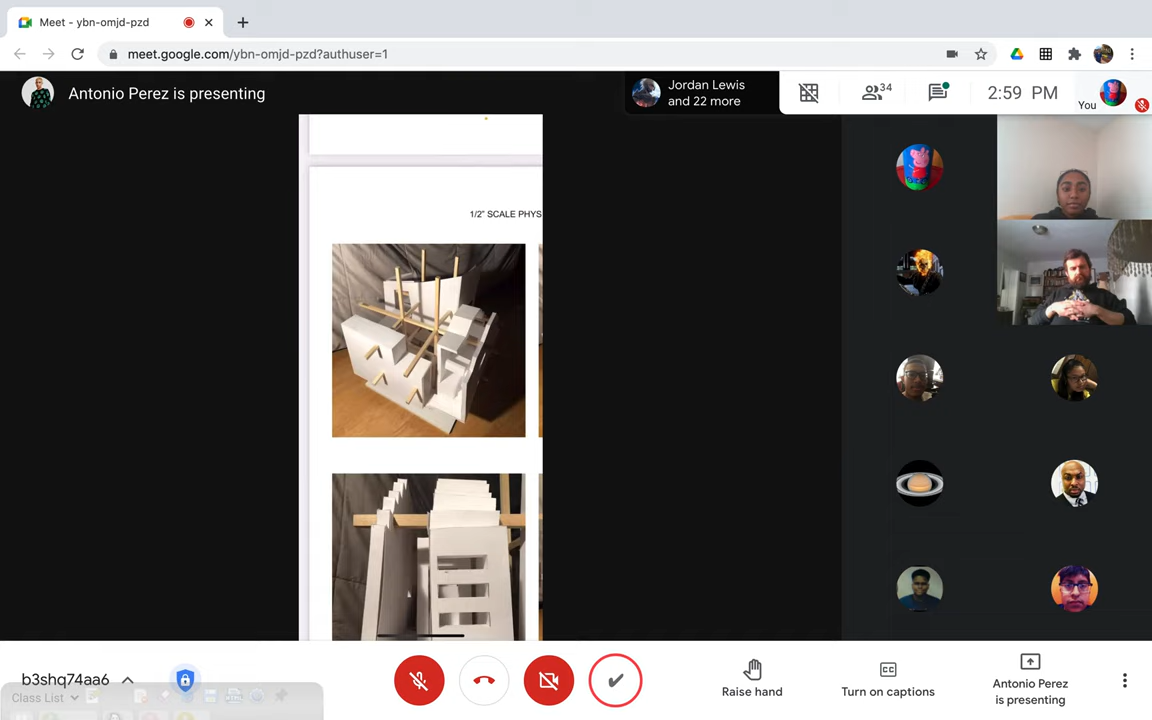 Meet - ybn-omjd-pzd
meet.google.com/ybn-omjd-pzd?authuser=1
Antonio Perez is presenting
Jordan Lewis
and 22 more
34
2:59 PM
You
1/2" SCALE PHYS
b3shq74aa6
Class List
Raise hand
Turn on captions
Antonio Perez
is presenting